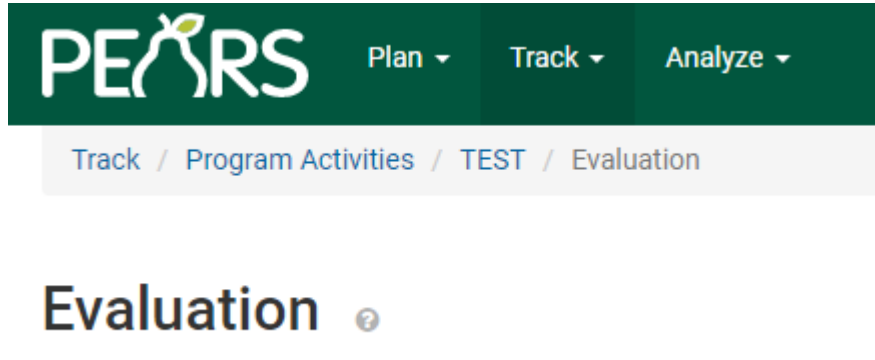 PEARS Plan Track Analyze
Track / Program Activities / TEST / Evaluation
Evaluation ?